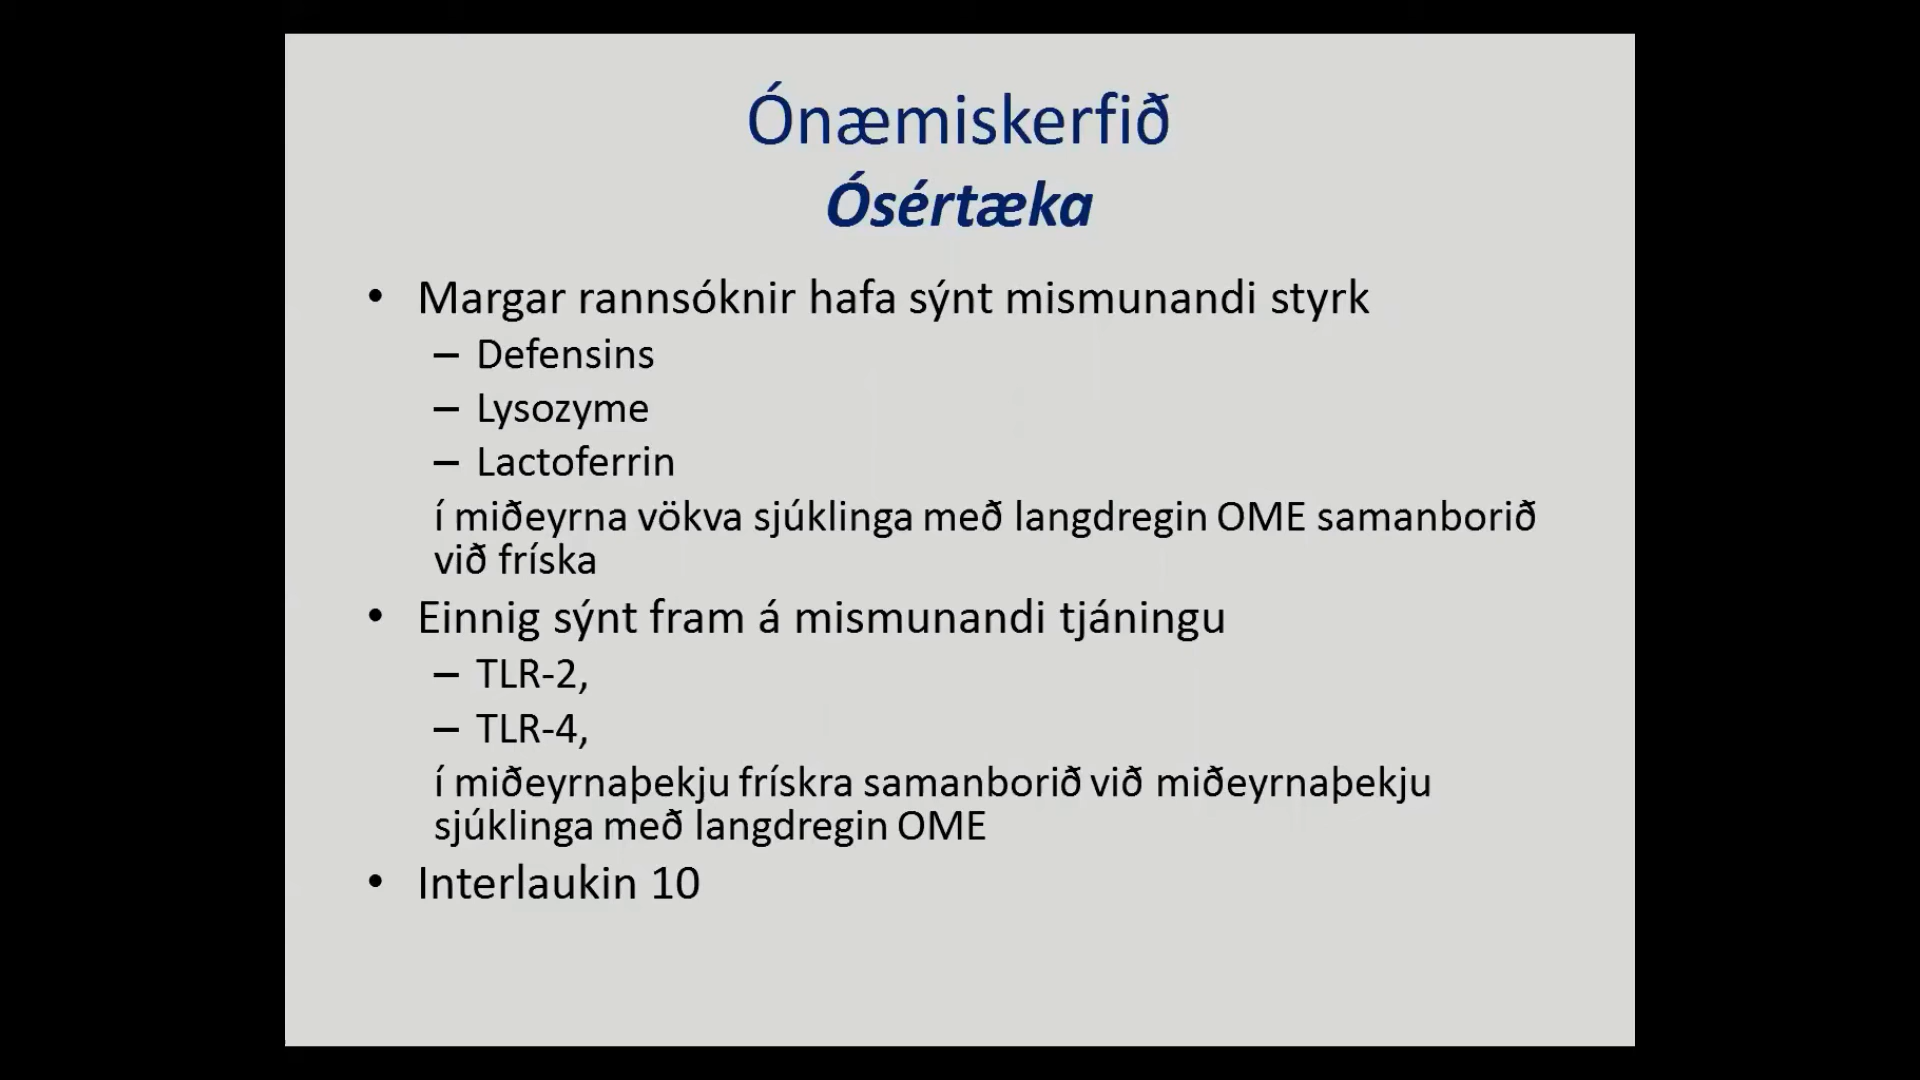 Ónæmiskerfið
Ósértæka
• Margar rannsóknir hafa sýnt mismunandi styrk
– Defensins
– Lysozyme
– Lactoferrin
í miðeyrna vökva sjúklinga með langdregin OME samanborið
við fríska
• Einnig sýnt fram á mismunandi tjáningu
– TLR-2,
– TLR-4,
í miðeyrnaþekju frískra samanborið við miðeyrnaþekju
sjúklinga með langdregin OME
• Interlaukin 10